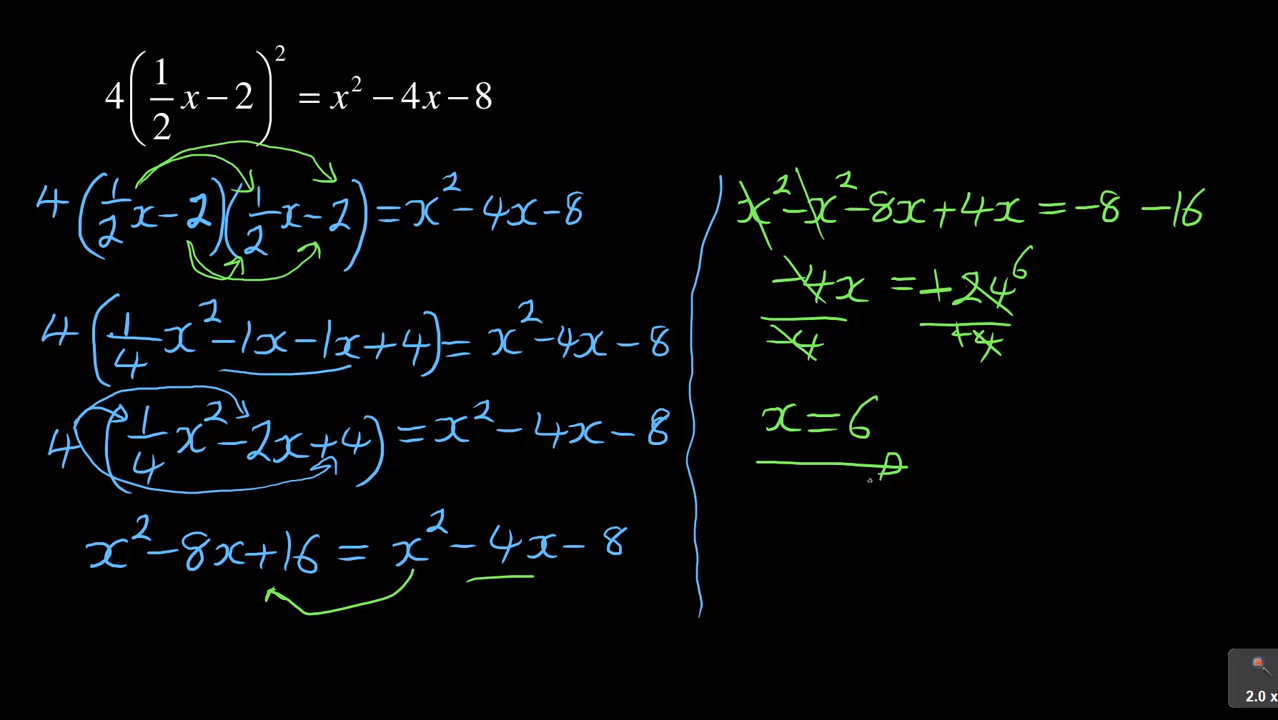 4(1/2 x − 2)² = x² − 4x − 8
4(1/2 x − 2)(1/2 x − 2) = x² − 4x − 8
4(1/4 x² − 1x − 1x + 4) = x² − 4x − 8
4(1/4 x² − 2x + 4) = x² − 4x − 8
x² − 8x + 16 = x² − 4x − 8
x² − x² − 8x + 4x = −8 − 16
−4x/−4 = +24/+4 6
x = 6
2.0 x